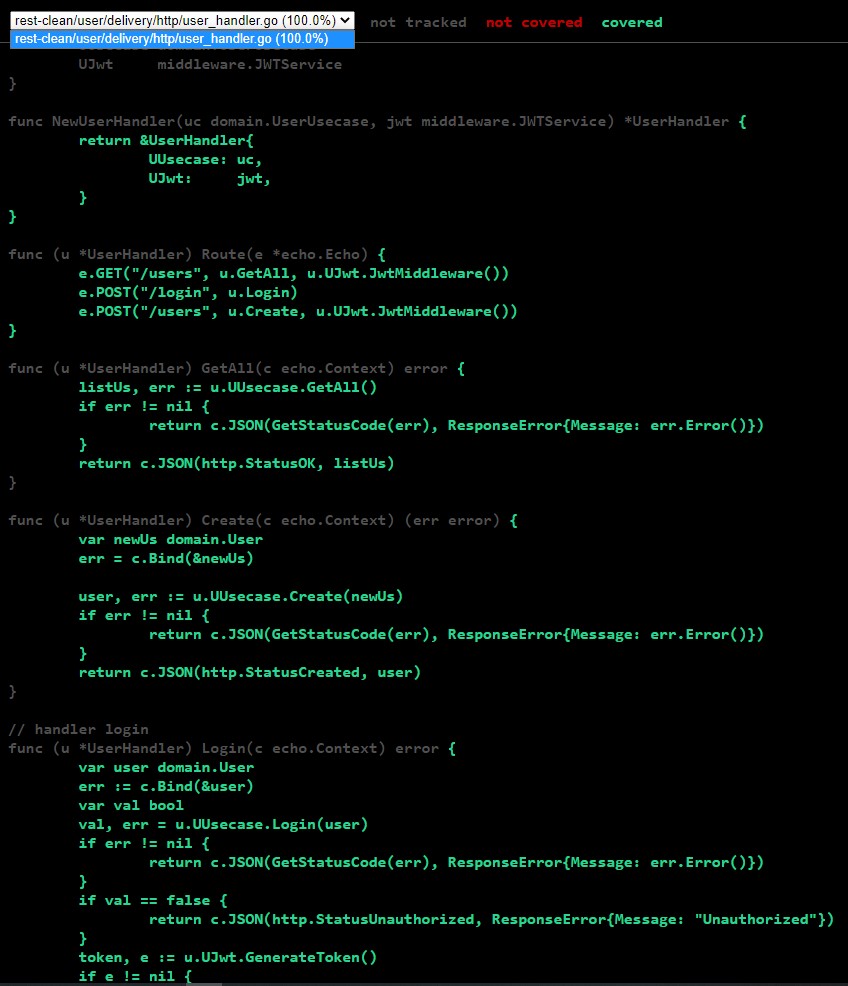 rest-clean/user/delivery/http/user_handler.go (100.0%) not tracked not covered covered
rest-clean/user/delivery/http/user_handler.go (100.0%)
UJwt middleware.JWTService
}
func NewUserHandler(uc domain.UserUsecase, jwt middleware.JWTService) *UserHandler {
return &UserHandler{
UUsecase: uc,
UJwt: jwt,
}
}
func (u *UserHandler) Route(e *echo.Echo) {
e.GET("/users", u.GetAll, u.UJwt.JwtMiddleware())
e.POST("/login", u.Login)
e.POST("/users", u.Create, u.UJwt.JwtMiddleware())
}
func (u *UserHandler) GetAll(c echo.Context) error {
listUs, err := u.UUsecase.GetAll()
if err != nil {
return c.JSON(GetStatusCode(err), ResponseError{Message: err.Error()})
}
return c.JSON(http.StatusOK, listUs)
}
func (u *UserHandler) Create(c echo.Context) (err error) {
var newUs domain.User
err = c.Bind(&newUs)
user, err := u.UUsecase.Create(newUs)
if err != nil {
return c.JSON(GetStatusCode(err), ResponseError{Message: err.Error()})
}
return c.JSON(http.StatusCreated, user)
}
// handler login
func (u *UserHandler) Login(c echo.Context) error {
var user domain.User
err := c.Bind(&user)
var val bool
val, err = u.UUsecase.Login(user)
if err != nil {
return c.JSON(GetStatusCode(err), ResponseError{Message: err.Error()})
}
if val == false {
return c.JSON(http.StatusUnauthorized, ResponseError{Message: "Unauthorized"})
}
token, e := u.UJwt.GenerateToken()
if e != nil {